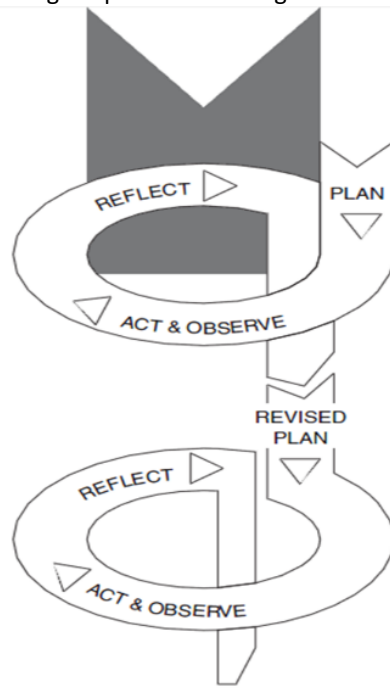 REFLECT
PLAN
ACT & OBSERVE
REVISED
PLAN
REFLECT
ACT & OBSERVE